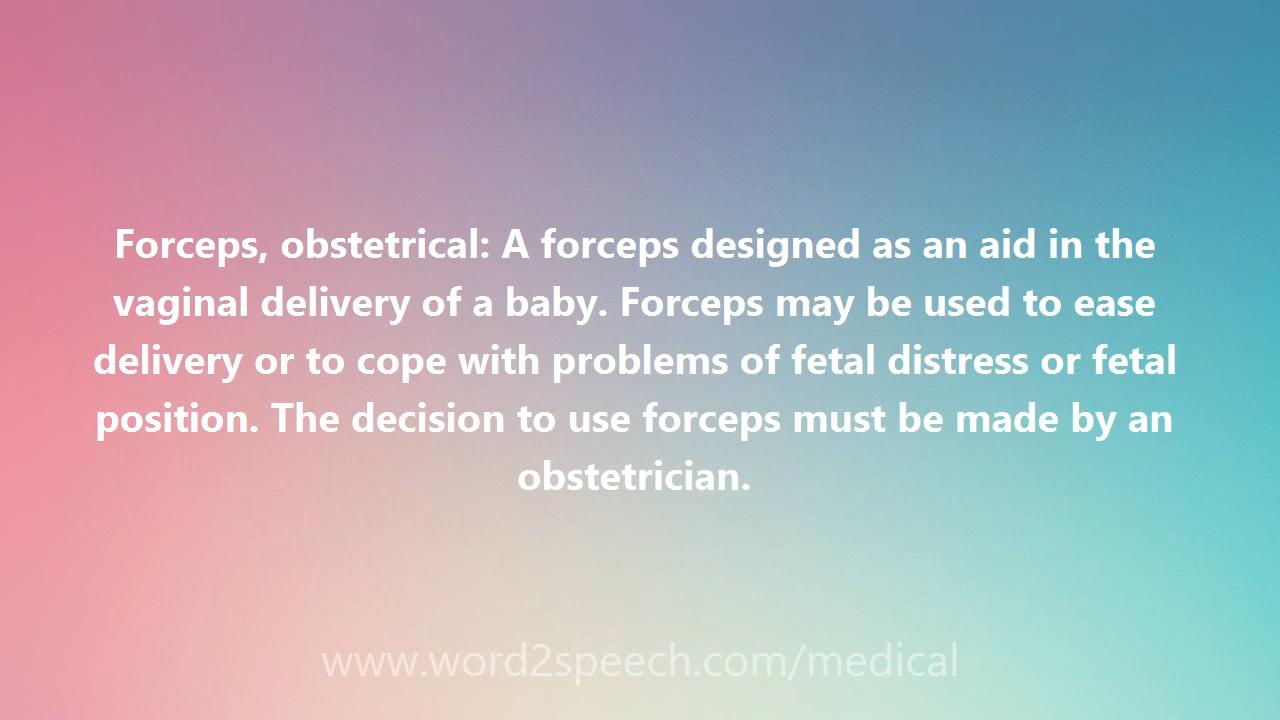 Forceps, obstetrical: A forceps designed as an aid in the
vaginal delivery of a baby. Forceps may be used to ease
delivery or to cope with problems of fetal distress or fetal
position. The decision to use forceps must be made by an
obstetrician.
www.word2speech.com/medical